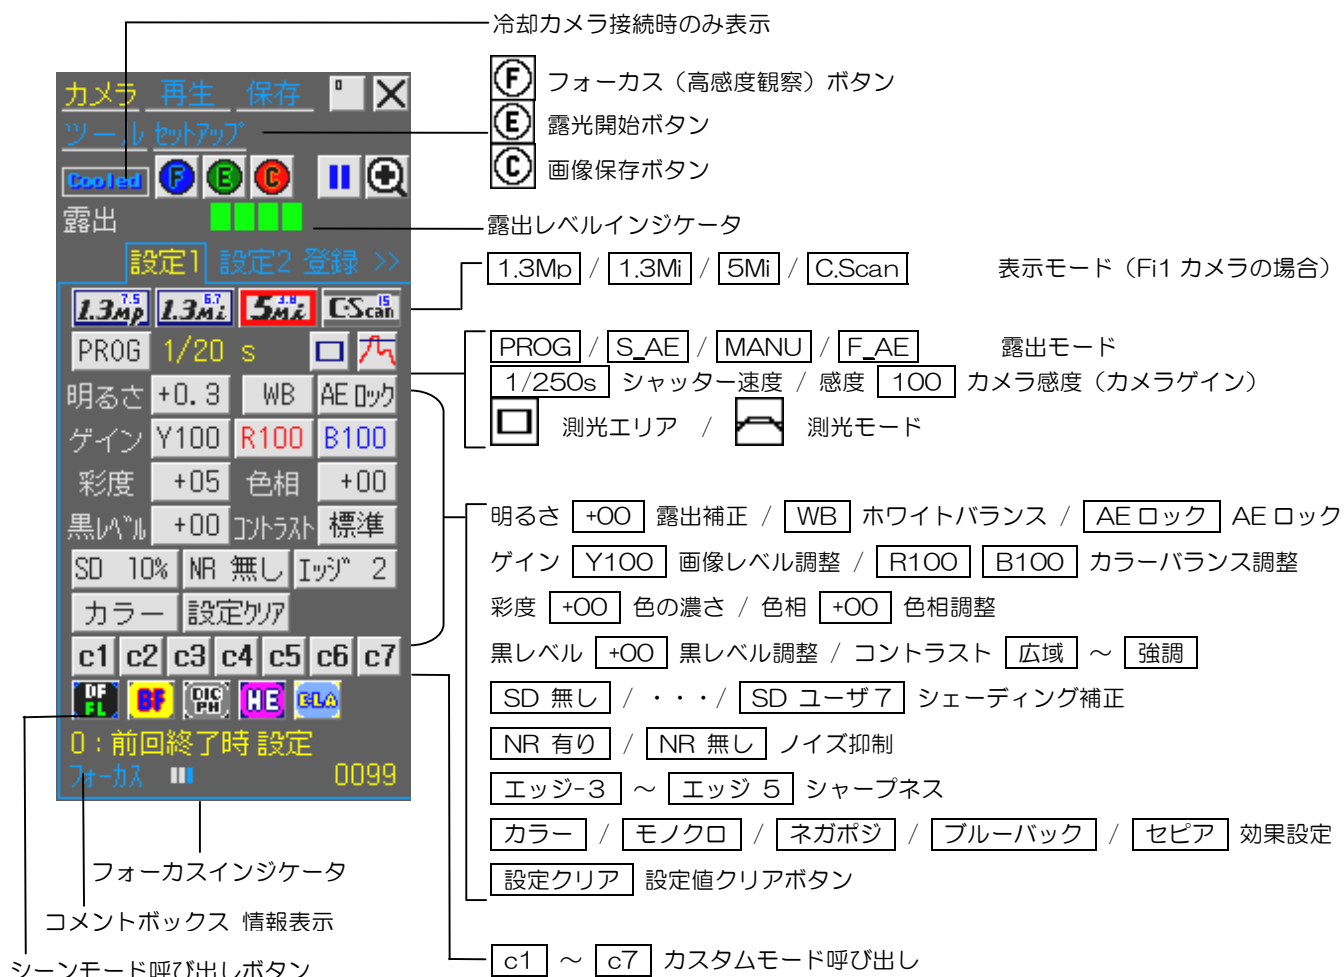 冷却カメラ接続時のみ表示
F フォーカス（高感度観察）ボタン
E 露光開始ボタン
C 画像保存ボタン
露出レベルインジケータ
1.3Mp / 1.3Mi / 5Mi / C.Scan 表示モード（Fi1 カメラの場合）
PROG / S_AE / MANU / F_AE 露出モード
1/250s シャッター速度 / 感度 100 カメラ感度（カメラゲイン）
測光エリア / 測光モード
明るさ +00 露出補正 / WB ホワイトバランス / AE ロック AE ロック
ゲイン Y100 画像レベル調整 / R100 B100 カラーバランス調整
彩度 +00 色の濃さ / 色相 +00 色相調整
黒レベル +00 黒レベル調整 / コントラスト 広域 ～ 強調
SD 無し / ・・・/ SD ユーザ7 シェーディング補正
NR 有り / NR 無し ノイズ抑制
エッジ-3 ～ エッジ 5 シャープネス
カラー / モノクロ / ネガポジ / ブルーバック / セピア 効果設定
設定クリア 設定値クリアボタン
c1 ～ c7 カスタムモード呼び出し
カメラ 再生 保存
ツール セットアップ
Cooled F E C
露出
設定1 設定2 登録 >>
1.3Mp 7.5 1.3Mi 6.7 5Mi 3.8 C-Scan 15
PROG 1/20 s
明るさ +0.3 WB AEロック
ゲイン Y100 R100 B100
彩度 +05 色相 +00
黒レベル +00 コントラスト 標準
SD 10% NR 無し エッジ 2
カラー 設定クリア
c1 c2 c3 c4 c5 c6 c7
DF FL BF DIC PH HE CLA
0：前回終了時 設定
フォーカス 0099
フォーカスインジケータ
コメントボックス 情報表示
シーンモード呼び出しボタン